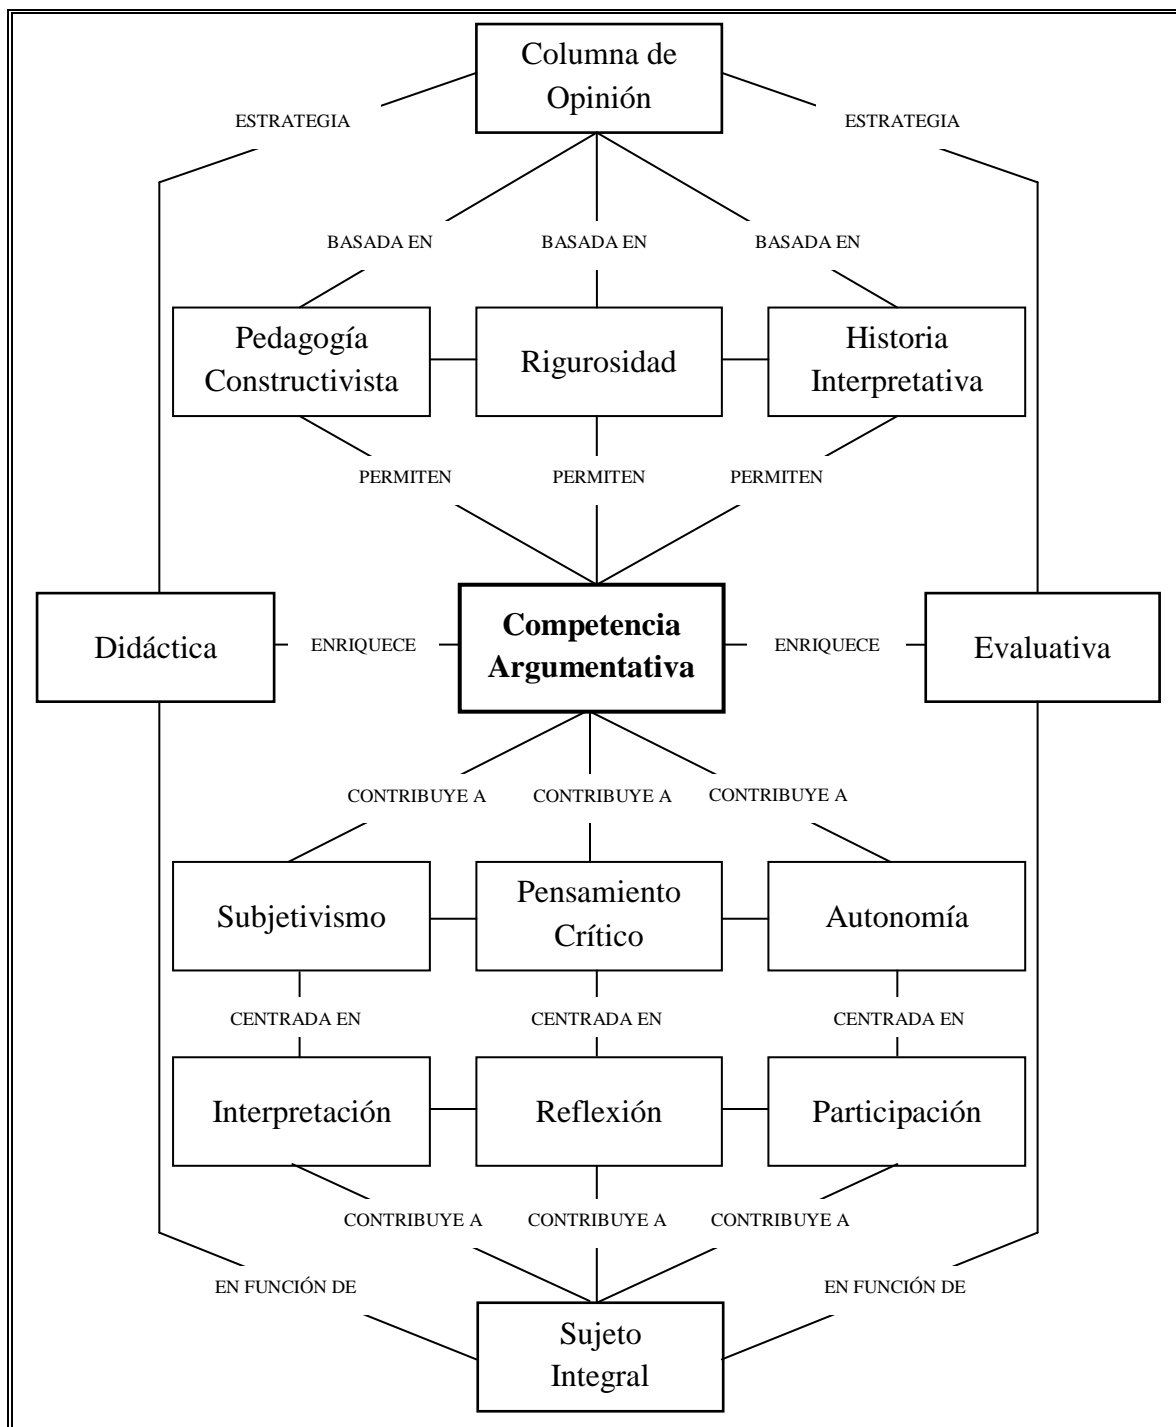 Columna de
Opinión
ESTRATEGIA
ESTRATEGIA
BASADA EN
BASADA EN
BASADA EN
Pedagogía
Constructivista
Rigurosidad
Historia
Interpretativa
PERMITEN
PERMITEN
PERMITEN
Didáctica
ENRIQUECE
Competencia
Argumentativa
ENRIQUECE
Evaluativa
CONTRIBUYE A
CONTRIBUYE A
CONTRIBUYE A
Subjetivismo
Pensamiento
Crítico
Autonomía
CENTRADA EN
CENTRADA EN
CENTRADA EN
Interpretación
Reflexión
Participación
CONTRIBUYE A
CONTRIBUYE A
CONTRIBUYE A
EN FUNCIÓN DE
EN FUNCIÓN DE
Sujeto
Integral